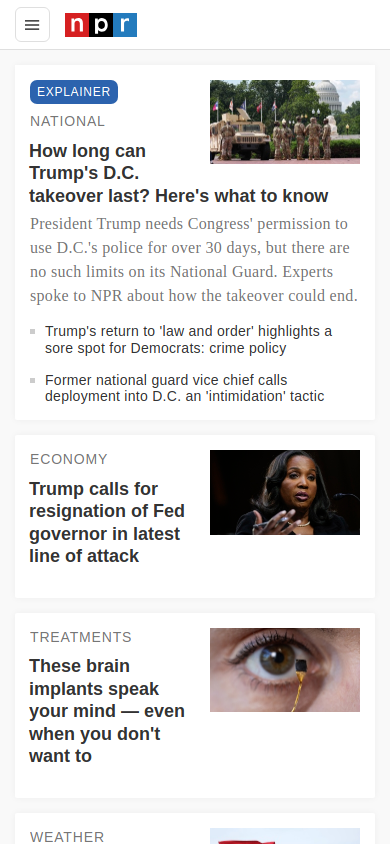 npr
EXPLAINER
NATIONAL
How long can
Trump's D.C.
takeover last? Here's what to know
President Trump needs Congress' permission to
use D.C.'s police for over 30 days, but there are
no such limits on its National Guard. Experts
spoke to NPR about how the takeover could end.
Trump's return to 'law and order' highlights a
sore spot for Democrats: crime policy
Former national guard vice chief calls
deployment into D.C. an 'intimidation' tactic
ECONOMY
Trump calls for
resignation of Fed
governor in latest
line of attack
TREATMENTS
These brain
implants speak
your mind — even
when you don't
want to
WEATHER